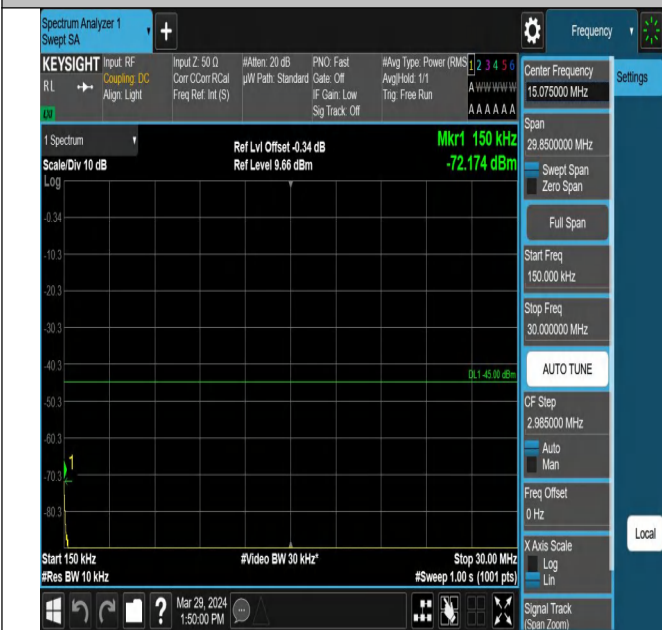 Spectrum Analyzer 1
Swept SA
+
Frequency
KEYSIGHT
RL
LXI
Input: RF
Coupling: DC
Align: Light
Input Z: 50 Ω
Corr CCorr RCal
Freq Ref: Int (S)
#Atten: 20 dB
µW Path: Standard
PNO: Fast
Gate: Off
IF Gain: Low
Sig Track: Off
#Avg Type: Power (RMS
Avg|Hold: 1/1
Trig: Free Run
1 2 3 4 5 6
A W W W W W
A A A A A A
Center Frequency
15.075000 MHz
Settings
Span
29.8500000 MHz
Swept Span
Zero Span
Full Span
Start Freq
150.000 kHz
Stop Freq
30.000000 MHz
AUTO TUNE
CF Step
2.985000 MHz
Auto
Man
Freq Offset
0 Hz
X Axis Scale
Log
Lin
Signal Track
(Span Zoom)
Local
1 Spectrum
Scale/Div 10 dB
Log
Ref Lvl Offset -0.34 dB
Ref Level 9.66 dBm
Mkr1 150 kHz
-72.174 dBm
-0.34
-10.3
-20.3
-30.3
-40.3
DL1 -45.00 dBm
-50.3
-60.3
1
-70.3
-80.3
Start 150 kHz
#Res BW 10 kHz
#Video BW 30 kHz*
Stop 30.00 MHz
#Sweep 1.00 s (1001 pts)
?
Mar 29, 2024
1:50:00 PM